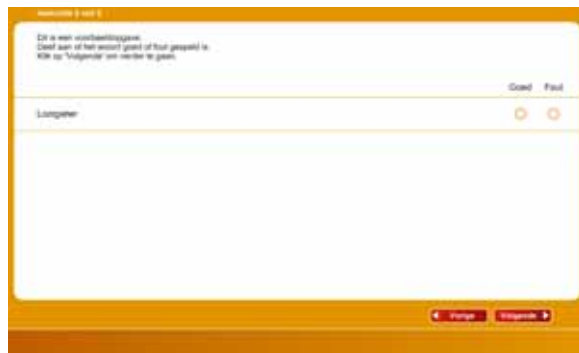 Dit is een voorbeeldopgave.
Geef aan of het woord goed of fout gespeld is.
Klik op 'Volgende' om verder te gaan.
Goed Fout
Vorige Volgende